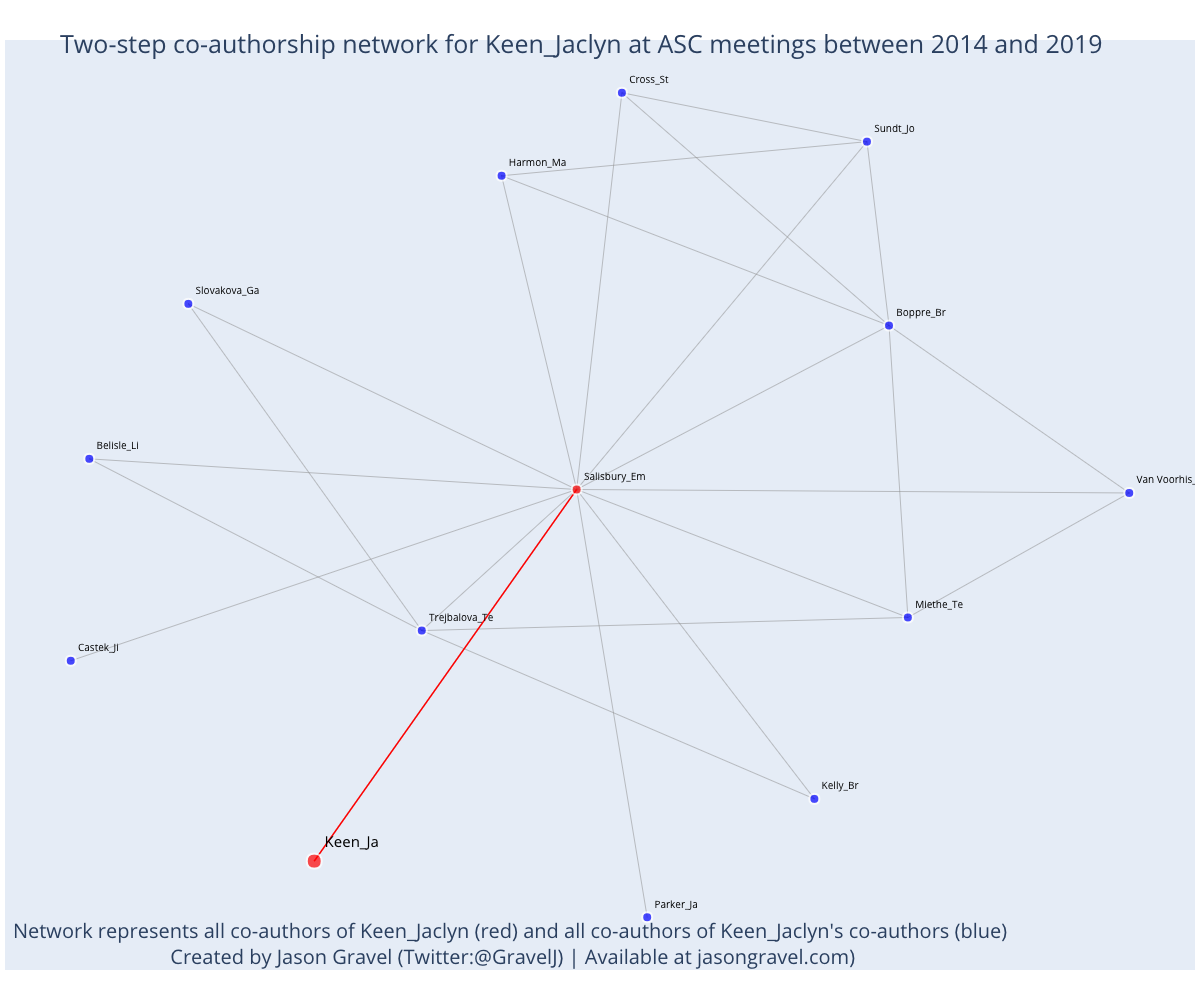 Two-step co-authorship network for Keen_Jaclyn at ASC meetings between 2014 and 2019
Cross_St
Sundt_Jo
Harmon_Ma
Slovakova_Ga
Boppre_Br
Belisle_Li
Salisbury_Em
Van Voorhis_
Miethe_Te
Trejbalova_Te
Castek_Ji
Kelly_Br
Keen_Ja
Parker_Ja
Network represents all co-authors of Keen_Jaclyn (red) and all co-authors of Keen_Jaclyn's co-authors (blue)
Created by Jason Gravel (Twitter:@GravelJ) | Available at jasongravel.com)